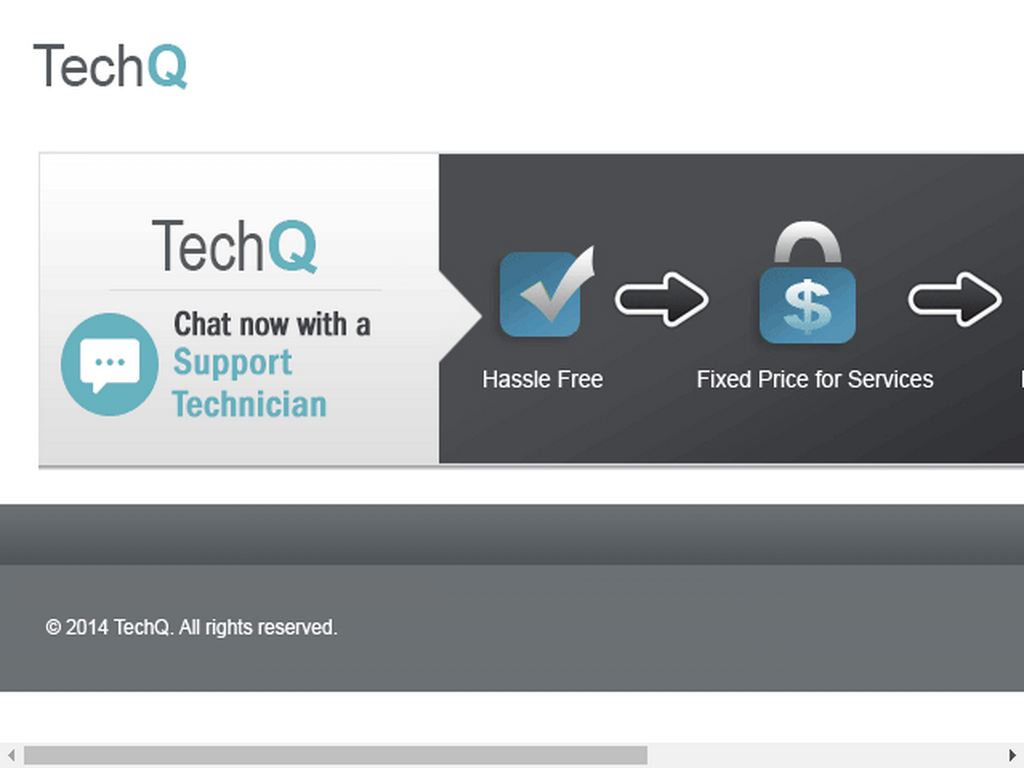 TechQ
TechQ
Chat now with a
Support
Technician
$
Hassle Free
Fixed Price for Services
© 2014 TechQ. All rights reserved.